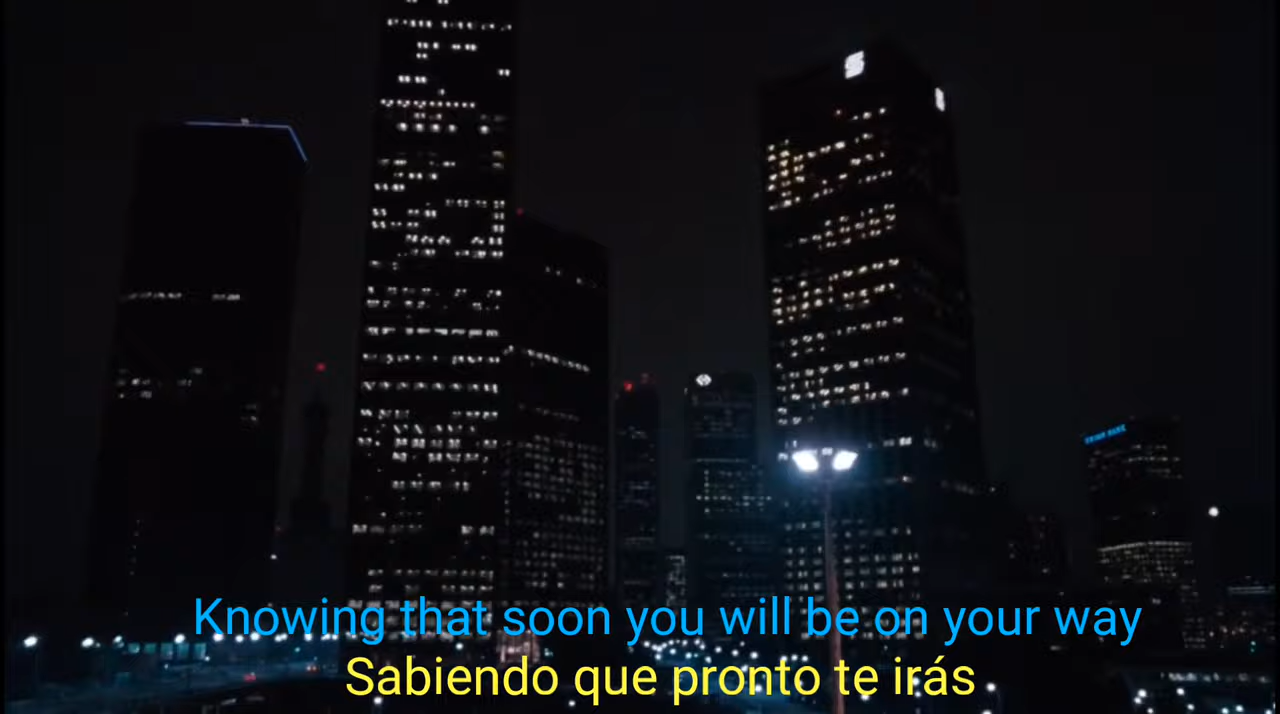 Knowing that soon you will be on your way
Sabiendo que pronto te irás